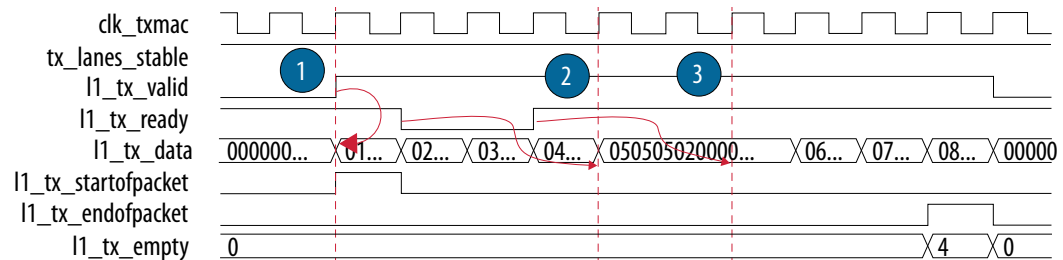 clk_txmac
tx_lanes_stable
1 2 3
l1_tx_valid
l1_tx_ready
l1_tx_data 000000... 01... 02... 03... 04... 050505020000... 06... 07... 08... 00000
l1_tx_startofpacket
l1_tx_endofpacket
l1_tx_empty 0 4 0